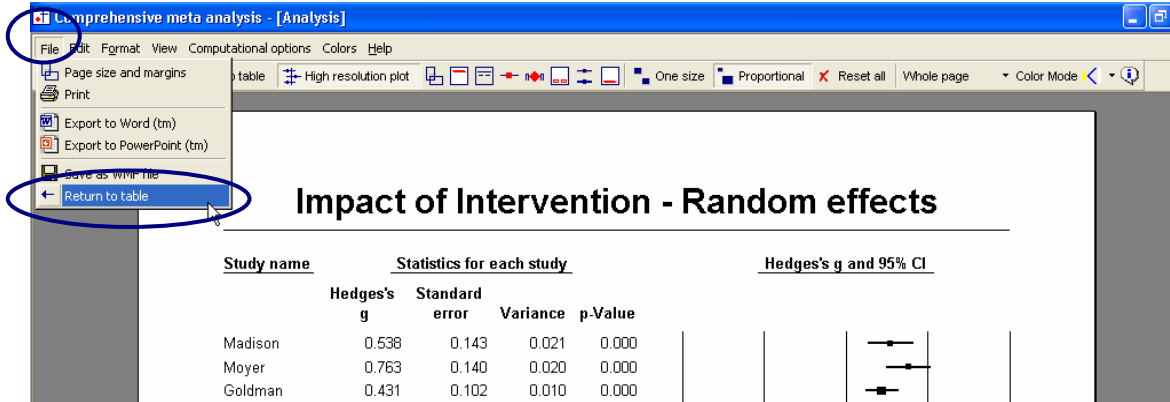 Comprehensive meta analysis - [Analysis]
File Edit Format View Computational options Colors Help
table High resolution plot One size Proportional Reset all Whole page Color Mode
Page size and margins
Print
Export to Word (tm)
Export to PowerPoint (tm)
Save as WMF file
Return to table
Impact of Intervention - Random effects
Study name Statistics for each study Hedges's g and 95% CI
Hedges's Standard
g error Variance p-Value
Madison 0.538 0.143 0.021 0.000
Moyer 0.763 0.140 0.020 0.000
Goldman 0.431 0.102 0.010 0.000